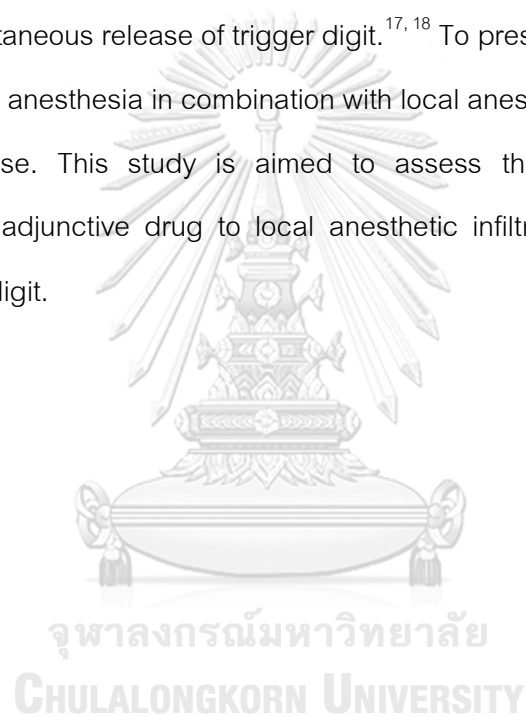 taneous release of trigger digit.17, 18 To pres
anesthesia in combination with local anes
se. This study is aimed to assess th
adjunctive drug to local anesthetic infilt
digit.
จุฬาลงกรณ์มหาวิทยาลัย
CHULALONGKORN UNIVERSITY